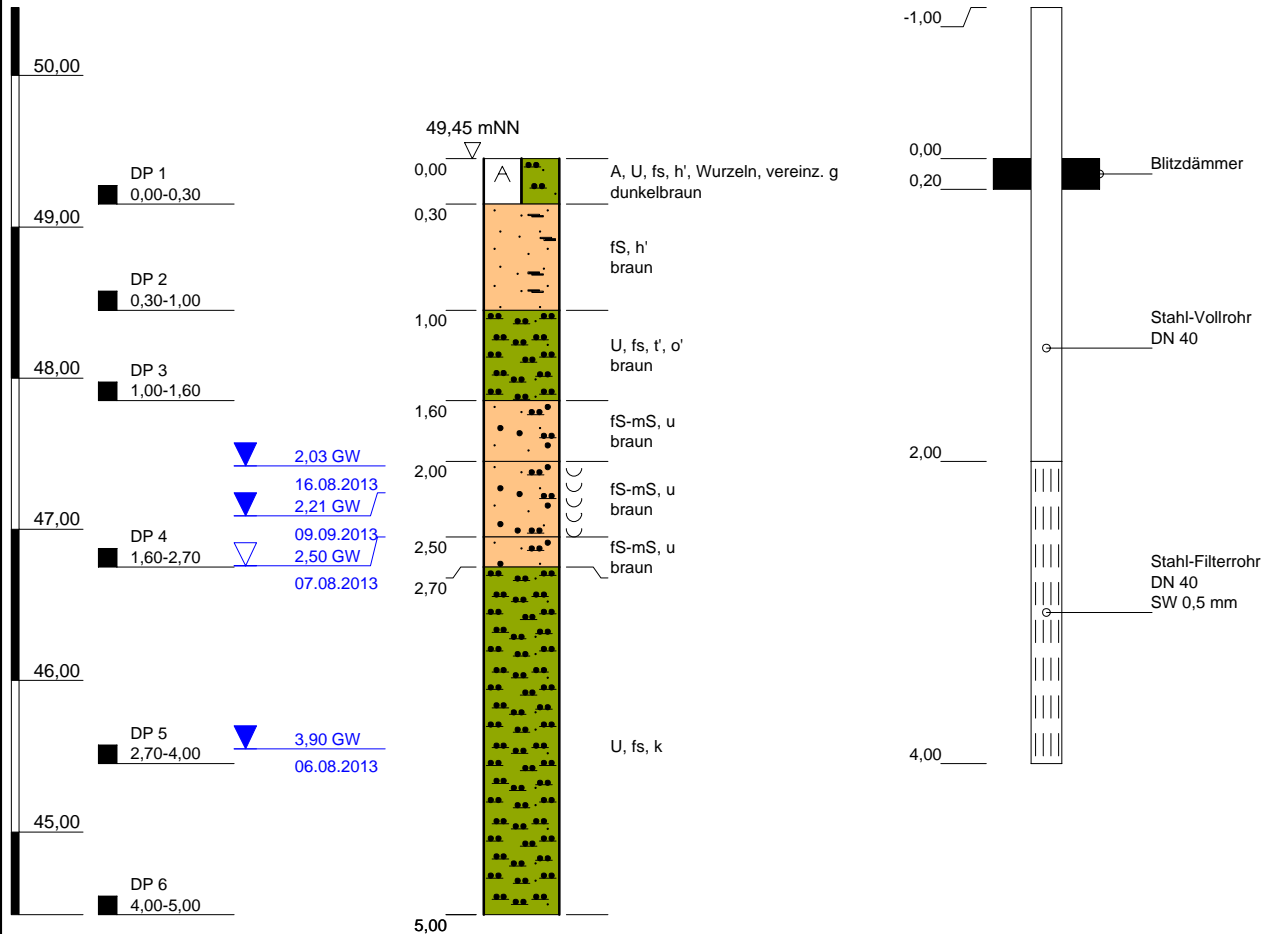 50,00
49,00
48,00
47,00
46,00
45,00
DP 1
0,00-0,30
DP 2
0,30-1,00
DP 3
1,00-1,60
DP 4
1,60-2,70
DP 5
2,70-4,00
DP 6
4,00-5,00
2,03 GW
16.08.2013
2,21 GW
09.09.2013
2,50 GW
07.08.2013
3,90 GW
06.08.2013
49,45 mNN
0,00
0,30
1,00
1,60
2,00
2,50
2,70
5,00
A
A, U, fs, h', Wurzeln, vereinz. g
dunkelbraun
fS, h'
braun
U, fs, t', o'
braun
fS-mS, u
braun
fS-mS, u
braun
fS-mS, u
braun
U, fs, k
-1,00
0,00
0,20
2,00
4,00
Blitzdämmer
Stahl-Vollrohr
DN 40
Stahl-Filterrohr
DN 40
SW 0,5 mm